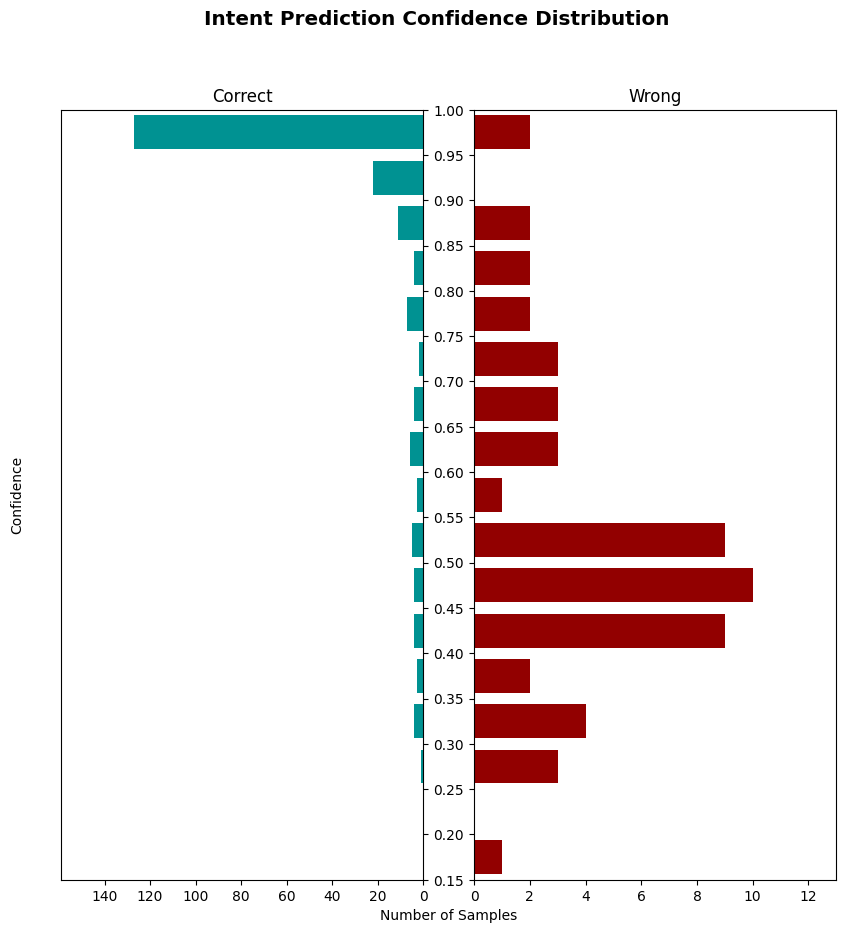 Intent Prediction Confidence Distribution
Correct
Wrong
Confidence
1.00
0.95
0.90
0.85
0.80
0.75
0.70
0.65
0.60
0.55
0.50
0.45
0.40
0.35
0.30
0.25
0.20
0.15
140 120 100 80 60 40 20 0
0 2 4 6 8 10 12
Number of Samples